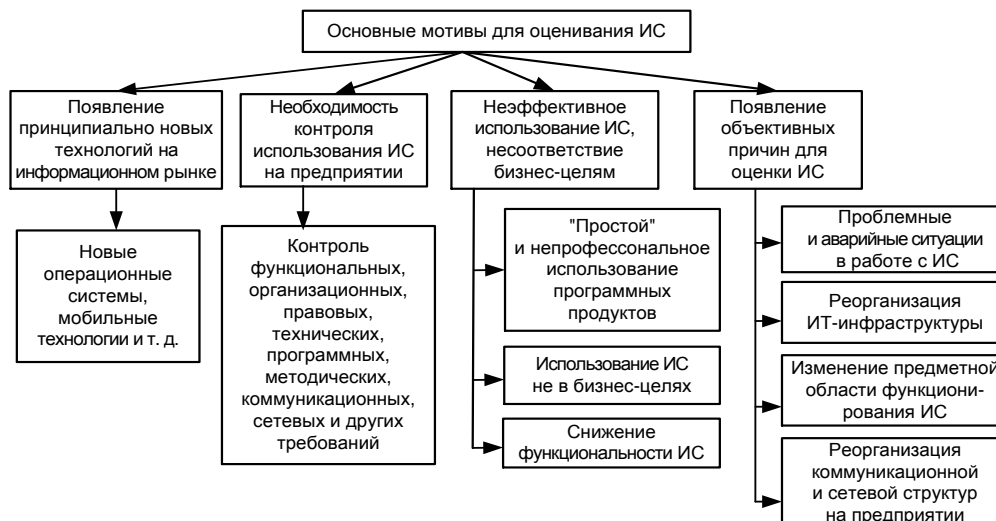 Основные мотивы для оценивания ИС
Появление
принципиально новых
технологий на
информационном рынке
Необходимость
контроля
использования ИС
на предприятии
Неэффективное
использование ИС,
несоответствие
бизнес-целям
Появление
объективных
причин для
оценки ИС
Новые
операционные
системы,
мобильные
технологии и т. д.
Контроль
функциональных,
организационных,
правовых,
технических,
программных,
методических,
коммуникационных,
сетевых и других
требований
"Простой"
и непрофессональное
использование
программных
продуктов
Использование ИС
не в бизнес-целях
Снижение
функциональности ИС
Проблемные
и аварийные ситуации
в работе с ИС
Реорганизация
ИТ-инфраструктуры
Изменение предметной
области функциони-
рования ИС
Реорганизация
коммуникационной
и сетевой структур
на предприятии